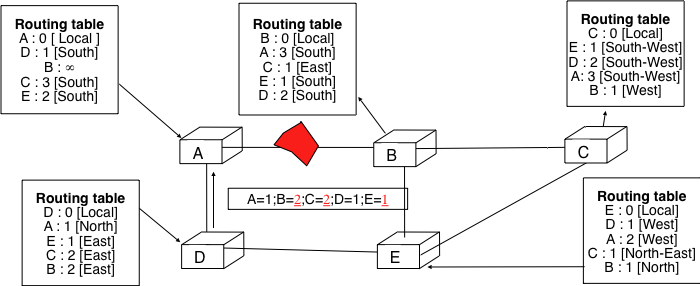 Routing table
A : 0 [ Local ]
D : 1 [South]
B : ∞
C : 3 [South]
E : 2 [South]
Routing table
B : 0 [Local]
A : 3 [South]
C : 1 [East]
E : 1 [South]
D : 2 [South]
Routing table
C : 0 [Local]
E : 1 [South-West]
D : 2 [South-West]
A: 3 [South-West]
B : 1 [West]
A
B
C
A=1;B=2;C=2;D=1;E=1
Routing table
D : 0 [Local]
A : 1 [North]
E : 1 [East]
C : 2 [East]
B : 2 [East]
D
E
Routing table
E : 0 [Local]
D : 1 [West]
A : 2 [West]
C : 1 [North-East]
B : 1 [North]